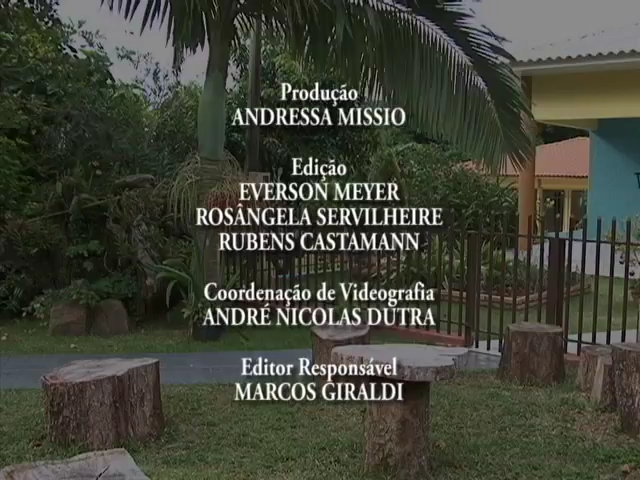 Produção
ANDRESSA MISSIO
Edição
EVERSON MEYER
ROSÂNGELA SERVILHEIRE
RUBENS CASTAMANN
Coordenação de Videografia
ANDRÉ NICOLAS DUTRA
Editor Responsável
MARCOS GIRALDI